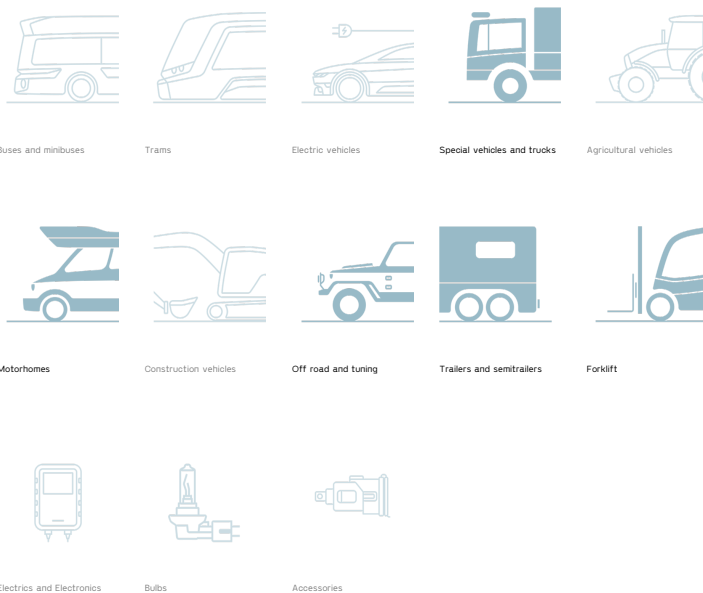 Buses and minibuses
Trams
Electric vehicles
Special vehicles and trucks
Agricultural vehicles
Motorhomes
Construction vehicles
Off road and tuning
Trailers and semitrailers
Forklift
Electrics and Electronics
Bulbs
Accessories